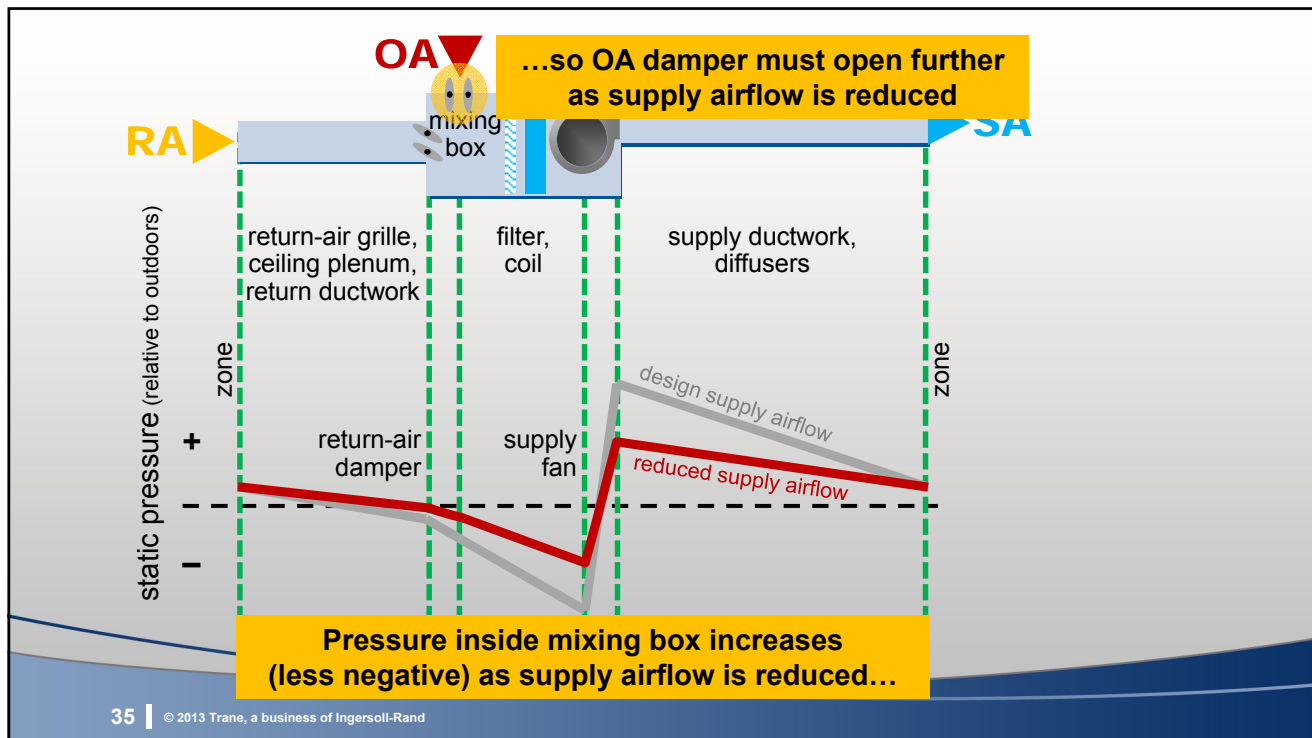 OA
…so OA damper must open further
as supply airflow is reduced
RA
mixing
box
SA
return-air grille,
ceiling plenum,
return ductwork
filter,
coil
supply ductwork,
diffusers
static pressure (relative to outdoors)
zone
zone
design supply airflow
+
return-air
damper
supply
fan
reduced supply airflow
–
Pressure inside mixing box increases
(less negative) as supply airflow is reduced…
35 © 2013 Trane, a business of Ingersoll-Rand